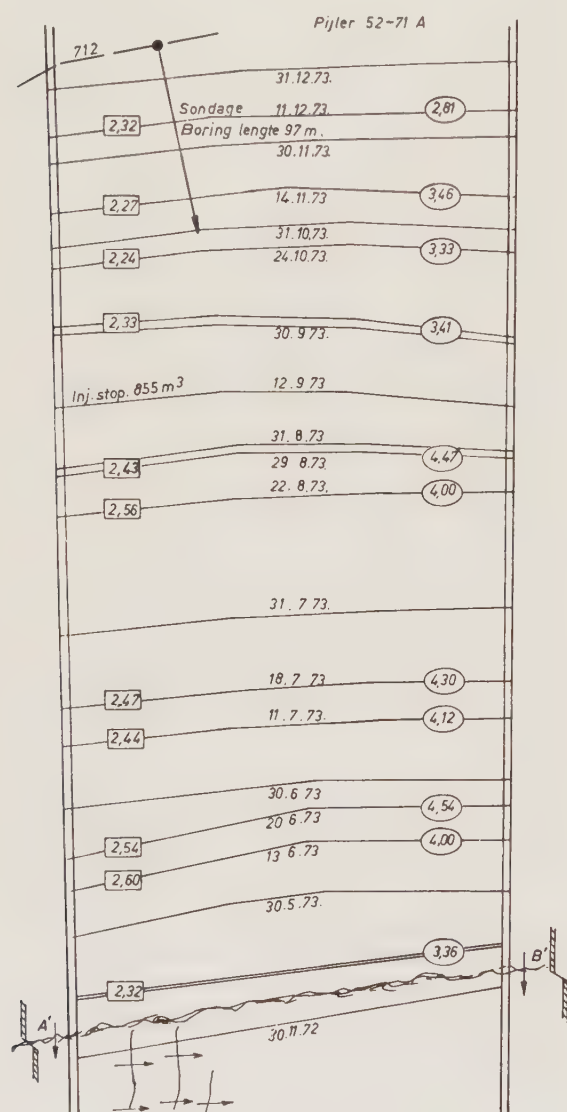 Pijler 52-71 A
712
31.12.73.
Sondage 11.12.73. 2,81
2,32 Boring lengte 97 m.
30.11.73.
2,27 14.11.73 3,46
31.10.73.
2,24 24.10.73. 3,33
2,33 30.9.73. 3,41
Inj. stop. 855 m³ 12.9.73
31.8.73
2,43 29 8.73. 4,47
2,56 22.8.73. 4,00
31.7 73.
2,47 18.7.73 4,30
2,44 11.7.73. 4,12
30.6 73
2,54 20 6.73 4,54
2,60 13 6.73 4,00
30.5.73.
2,32 3,36
A' B'
30.11.72